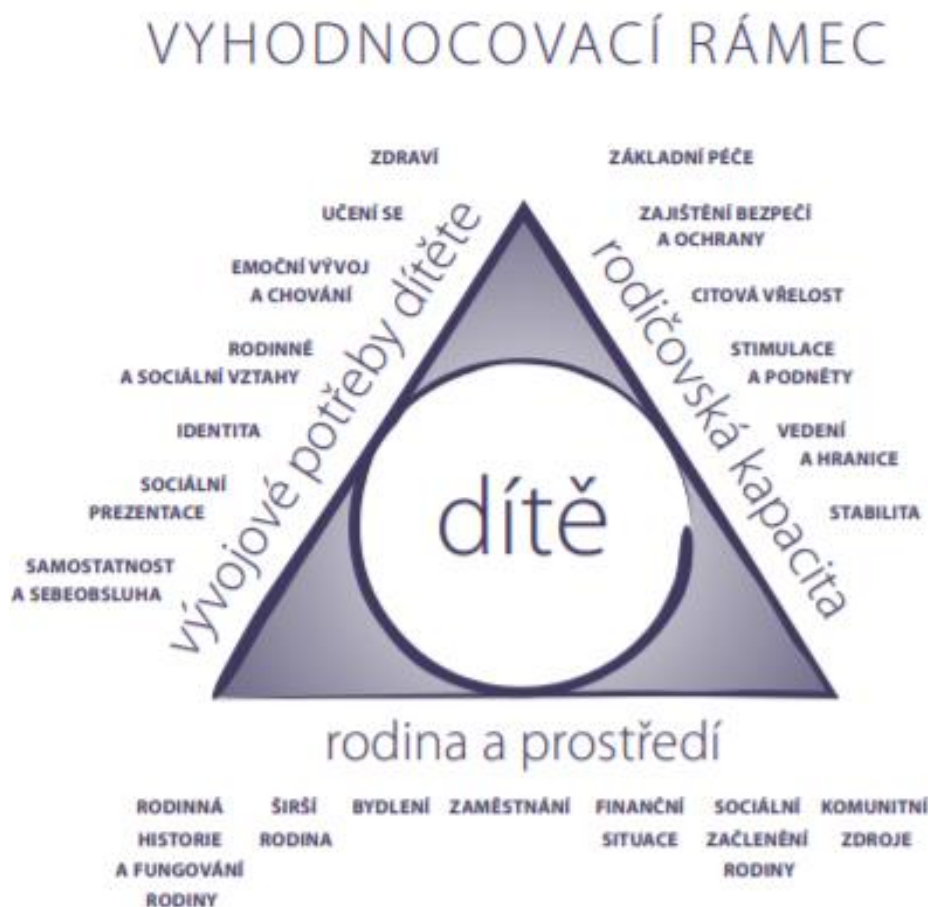 VYHODNOCOVACÍ RÁMEC
ZDRAVÍ
UČENÍ SE
EMOČNÍ VÝVOJ
A CHOVÁNÍ
RODINNÉ
A SOCIÁLNÍ VZTAHY
IDENTITA
SOCIÁLNÍ
PREZENTACE
SAMOSTATNOST
A SEBEOBSLUHA
vývojové potřeby dítěte
dítě
rodičovská kapacita
ZÁKLADNÍ PÉČE
ZAJIŠTĚNÍ BEZPEČÍ
A OCHRANY
CITOVÁ VŘELOST
STIMULACE
A PODNĚTY
VEDENÍ
A HRANICE
STABILITA
rodina a prostředí
RODINNÁ
HISTORIE
A FUNGOVÁNÍ
RODINY
ŠIRŠÍ
RODINA
BYDLENÍ
ZAMĚSTNÁNÍ
FINANČNÍ
SITUACE
SOCIÁLNÍ
ZAČLENĚNÍ
RODINY
KOMUNITNÍ
ZDROJE